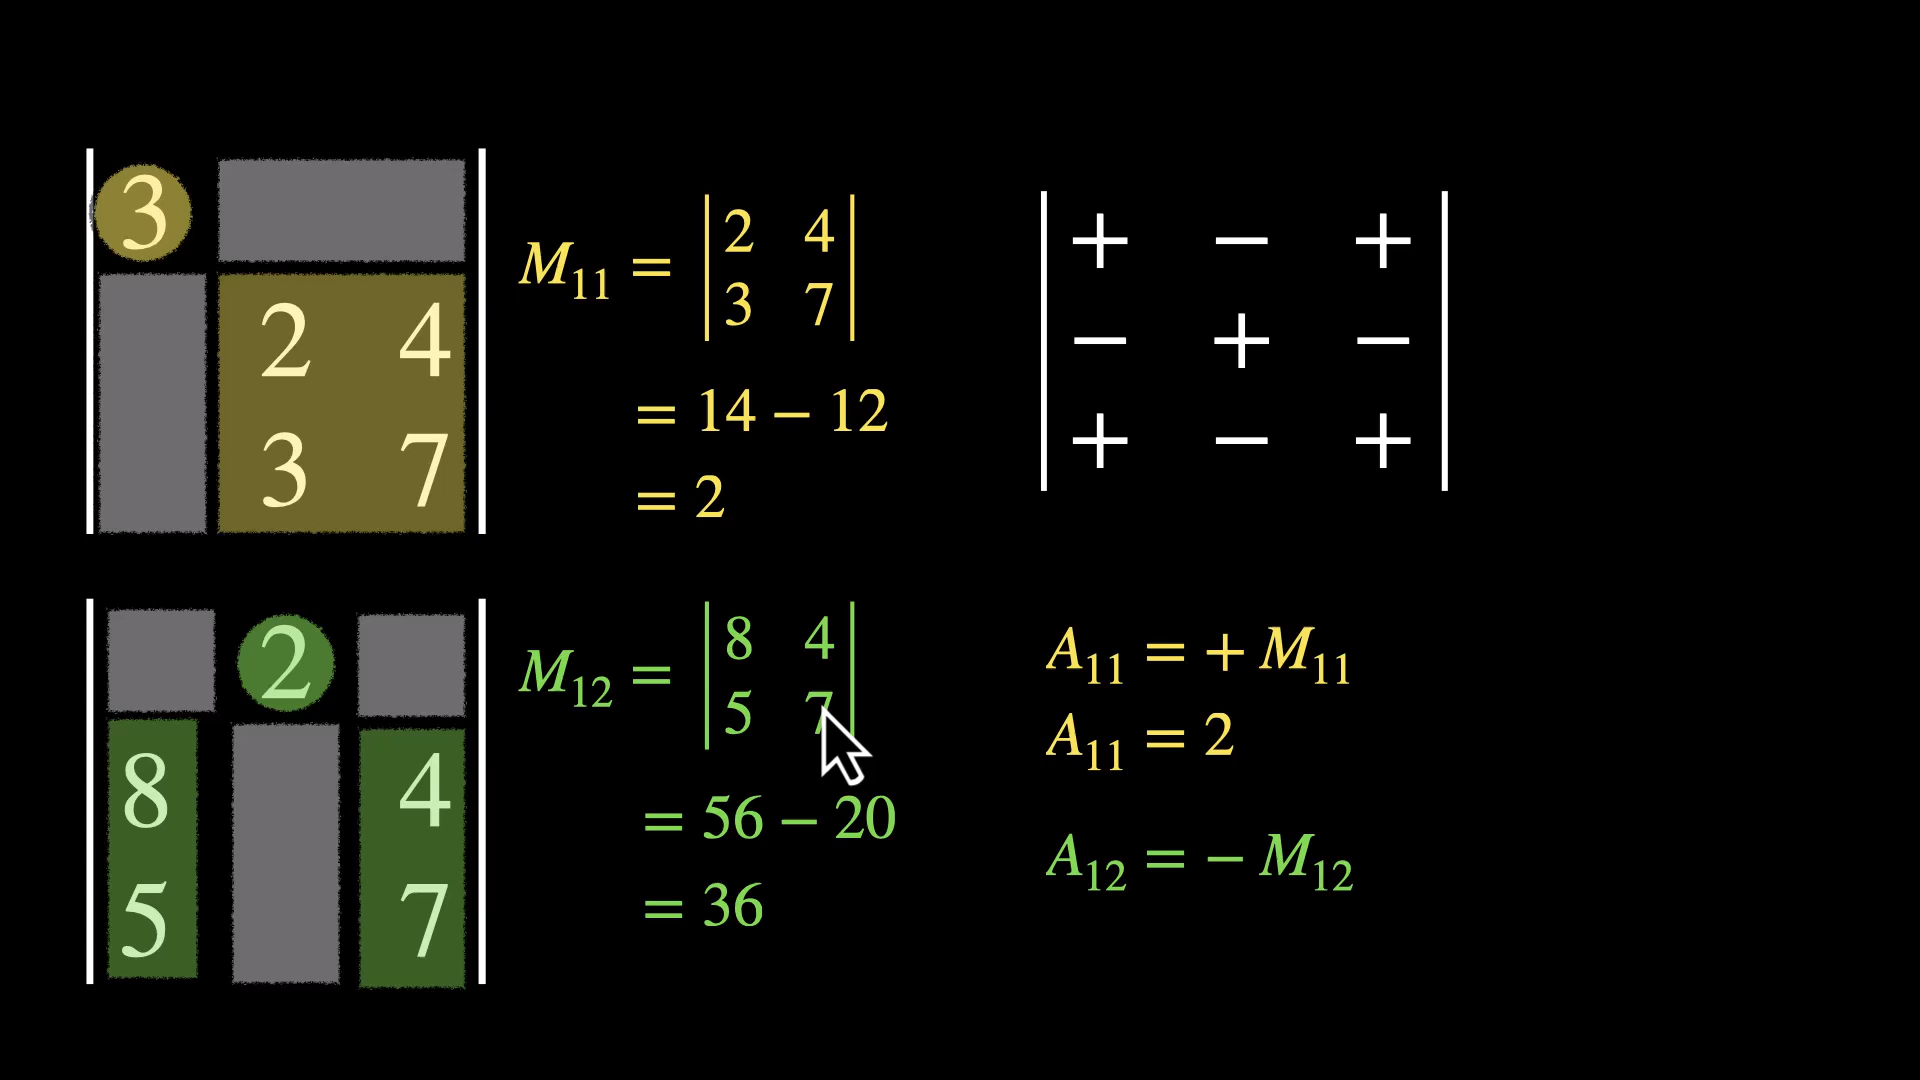 3
2 4
3 7
M11 = | 2 4 |
| 3 7 |
= 14 − 12
= 2
| + − + |
| − + − |
| + − + |
2
8 4
5 7
M12 = | 8 4 |
| 5 7 |
= 56 − 20
= 36
A11 = + M11
A11 = 2
A12 = − M12